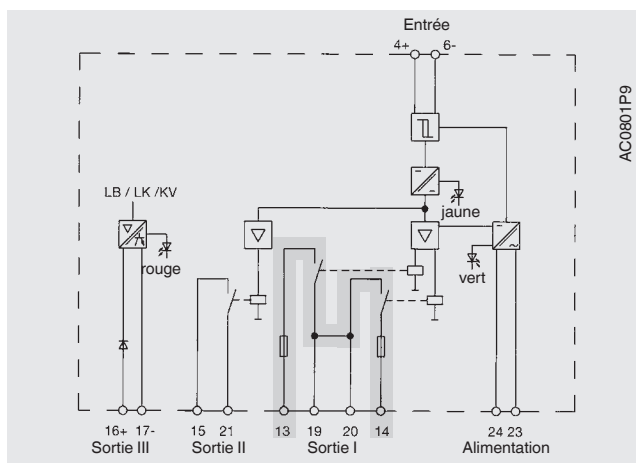 Entrée
4+ 6-
AC0801P9
LB / LK /KV
jaune
rouge
vert
16+ 17- 15 21 13 19 20 14 24 23
Sortie III Sortie II Sortie I Alimentation